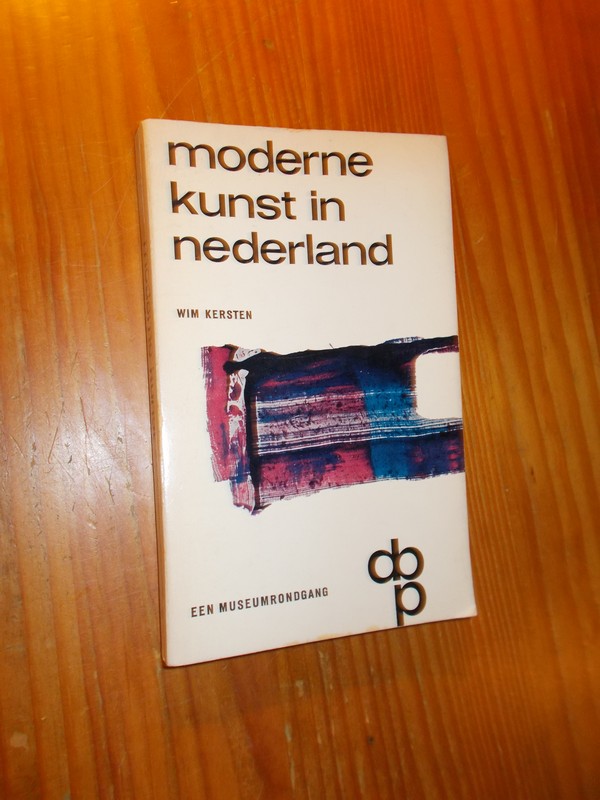 moderne
kunst in
nederland
WIM KERSTEN
EEN MUSEUMRONDGANG
dbp